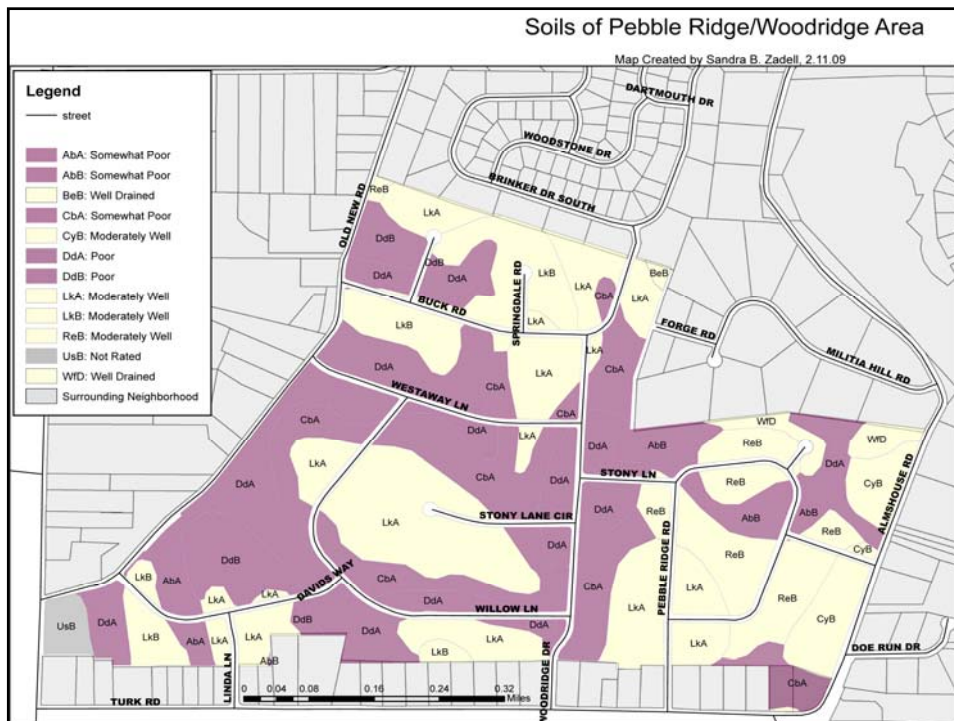 Soils of Pebble Ridge/Woodridge Area
Map Created by Sandra B. Zadell, 2.11.09
Legend
street
AbA: Somewhat Poor
AbB: Somewhat Poor
BeB: Well Drained
CbA: Somewhat Poor
CyB: Moderately Well
DdA: Poor
DdB: Poor
LkA: Moderately Well
LkB: Moderately Well
ReB: Moderately Well
UsB: Not Rated
WfD: Well Drained
Surrounding Neighborhood
DARTMOUTH DR
WOODSTONE DR
BRINKER DR SOUTH
OLD NEW RD
ReB
LkA
DdB
DdB
DdA
DdA
LkB
LkA
CbA
BeB
LkA
SPRINGDALE RD
BUCK RD
LkA
FORGE RD
MILITIA HILL RD
LkB
LkA
LkA
CbA
DdA
CbA
WESTAWAY LN
CbA
CbA
DdA
LkA
WfD
WfD
ReB
AbB
DdA
DdA
LkA
CbA
STONY LN
ReB
CyB
ALMSHOUSE RD
DdA
LkA
STONY LANE CIR
DdA
ReB
AbB
AbB
ReB
CyB
DdA
ReB
PEBBLE RIDGE RD
DdB
LkB
AbA
CbA
DAVIDS WAY
LkA
LkA
DdA
WILLOW LN
CbA
LkA
LkA
ReB
CyB
UsB
DdA
LkB
AbA
LkA
LkA
DdB
DdA
LkA
DdA
LkB
AbB
LkA
CbA
DOE RUN DR
LINDA LN
WOODRIDGE DR
TURK RD
0 0.04 0.08 0.16 0.24 0.32
Miles